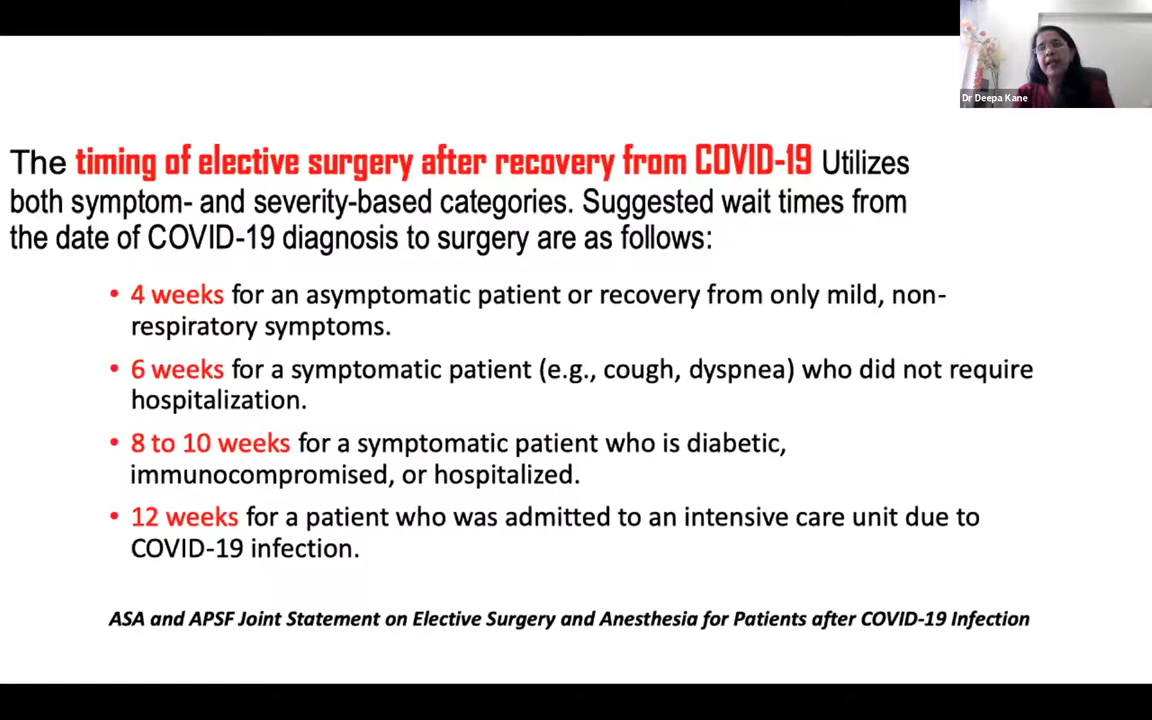 Dr Deepa Kane
The timing of elective surgery after recovery from COVID-19 Utilizes
both symptom- and severity-based categories. Suggested wait times from
the date of COVID-19 diagnosis to surgery are as follows:
• 4 weeks for an asymptomatic patient or recovery from only mild, non-
respiratory symptoms.
• 6 weeks for a symptomatic patient (e.g., cough, dyspnea) who did not require
hospitalization.
• 8 to 10 weeks for a symptomatic patient who is diabetic,
immunocompromised, or hospitalized.
• 12 weeks for a patient who was admitted to an intensive care unit due to
COVID-19 infection.
ASA and APSF Joint Statement on Elective Surgery and Anesthesia for Patients after COVID-19 Infection